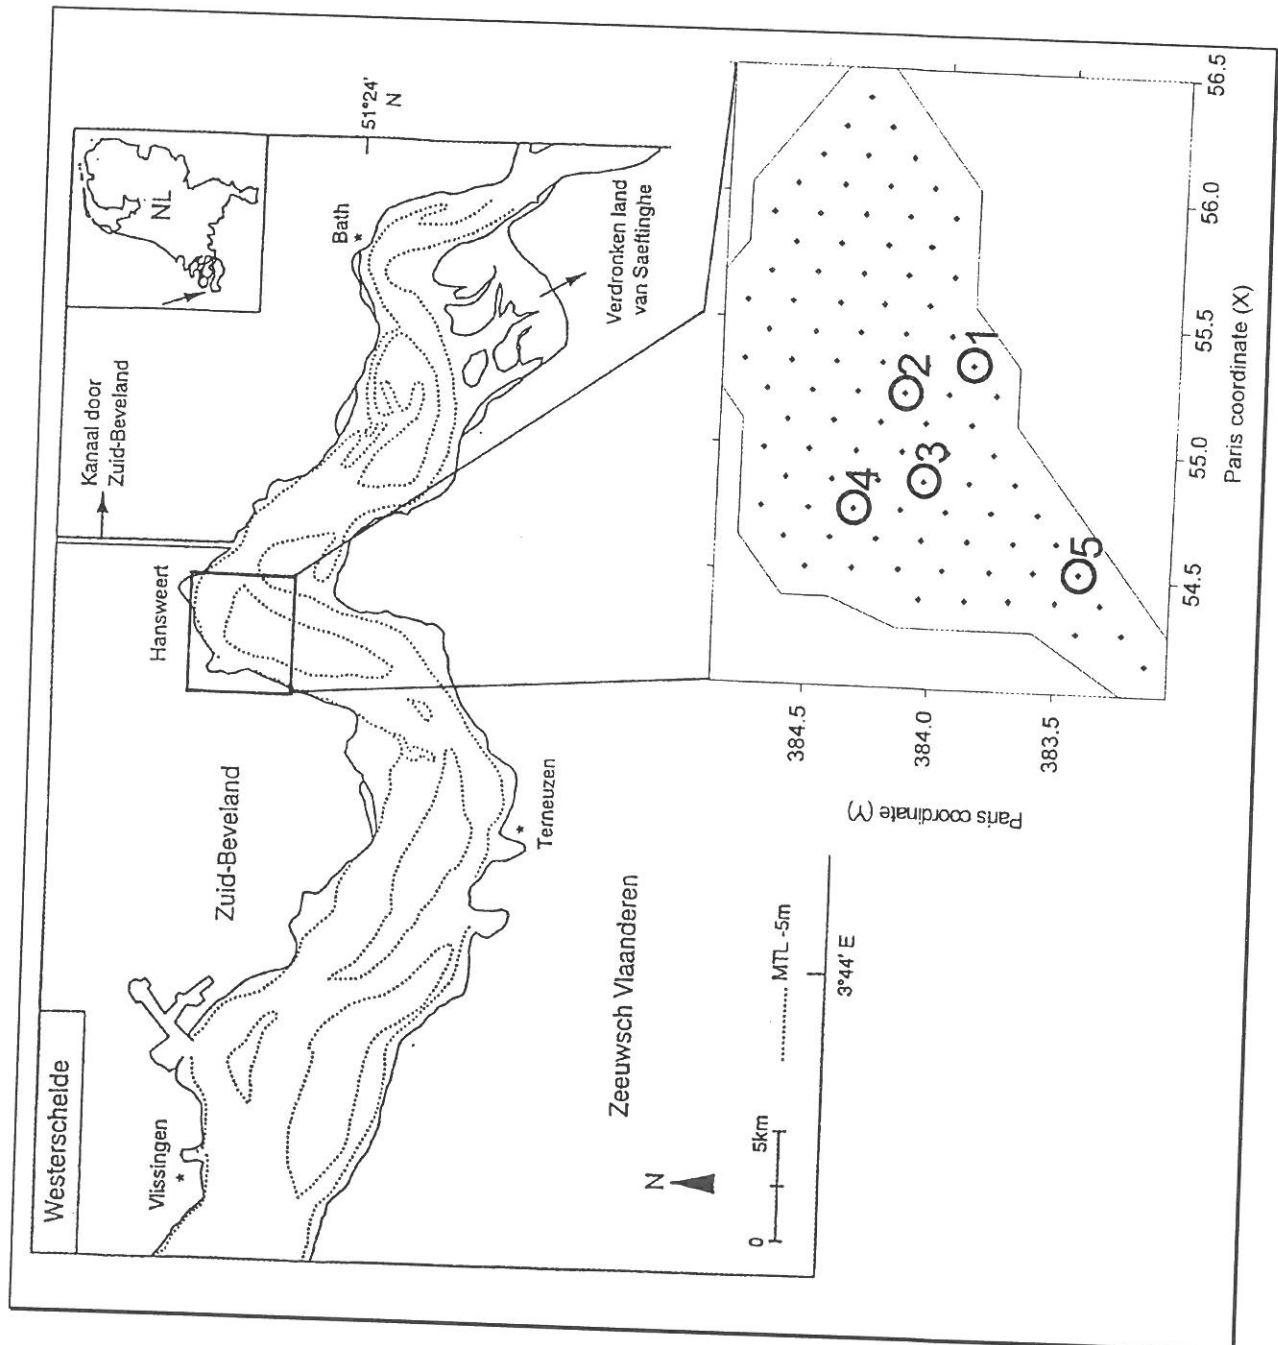 Westerschelde
NL
51°24'
N
Kanaal door
Zuid-Beveland
Bath
Verdronken land
van Saeftinghe
Hansweert
Zuid-Beveland
Vlissingen
Terneuzen
Zeeuwsch Vlaanderen
N
0 5km
MTL -5m
3°44' E
384.5
384.0
383.5
Paris coordinate (Y)
54.5 55.0 55.5 56.0 56.5
Paris coordinate (X)
1
2
3
4
5